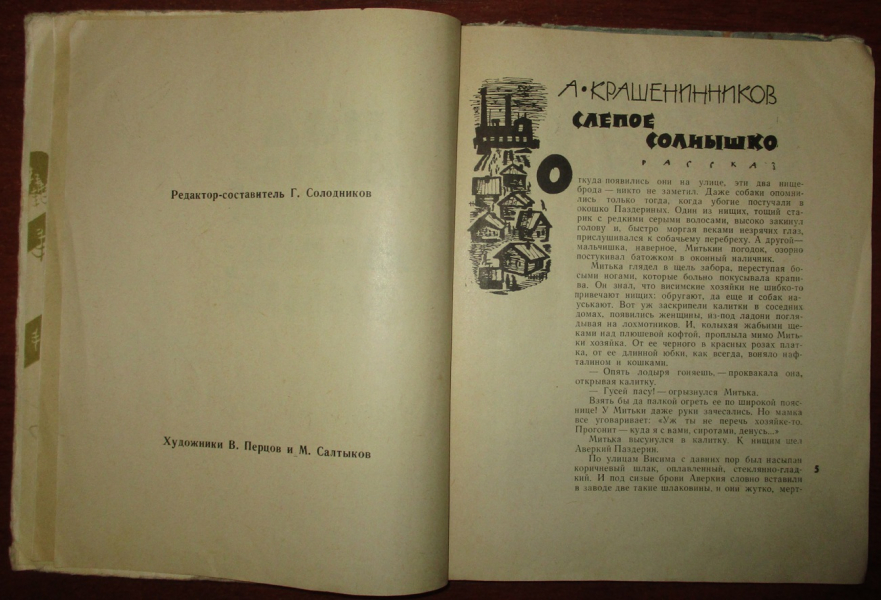 Редактор-составитель Г. Солодников
Художники В. Перцов и М. Салтыков
А·КРАШЕНИННИКОВ
СЛЕПОЕ
СОЛНЫШКО
РАССКАЗ
Откуда появились они на улице, эти два нище-
брода — никто не заметил. Даже собаки опомни-
лись только тогда, когда убогие постучали в
окошко Паздериных. Один из нищих, тощий ста-
рик с редкими серыми волосами, высоко закинул
голову и, быстро моргая веками незрячих глаз,
прислушивался к собачьему перебреху. А другой —
мальчишка, наверное, Митькин погодок, озорно
постукивал батожком в оконный наличник.
Митька глядел в щель забора, переступая бо-
сыми ногами, которые больно покусывала крапи-
ва. Он знал, что висимские хозяйки не шибко-то
привечают нищих: обругают, да еще и собак на-
уськают. Вот уж заскрипели калитки в соседних
домах, появились женщины, из-под ладони погля-
дывая на лохмотников. И, колыхая жабьими ще-
ками над плюшевой кофтой, проплыла мимо Мить-
ки хозяйка. От ее черного в красных розах плат-
ка, от ее длинной юбки, как всегда, воняло наф-
талином и кошками.
— Опять лодыря гоняешь, — проквакала она,
открывая калитку.
— Гусей пасу! — огрызнулся Митька.
Взять бы да палкой огреть ее по широкой пояс-
нице! У Митьки даже руки зачесались. Но мамка
все уговаривает: «Уж ты не перечь хозяйке-то.
Прогонит — куда я с вами, сиротами, денусь...»
Митька высунулся в калитку. К нищим шел
Аверкий Паздерин.
По улицам Висима с давних пор был насыпан
коричневый шлак, оплавленный, стеклянно-глад-
кий. И под сизые брови Аверкия словно вставили
в заводе две такие шлаковины, и они жутко, мерт-
5